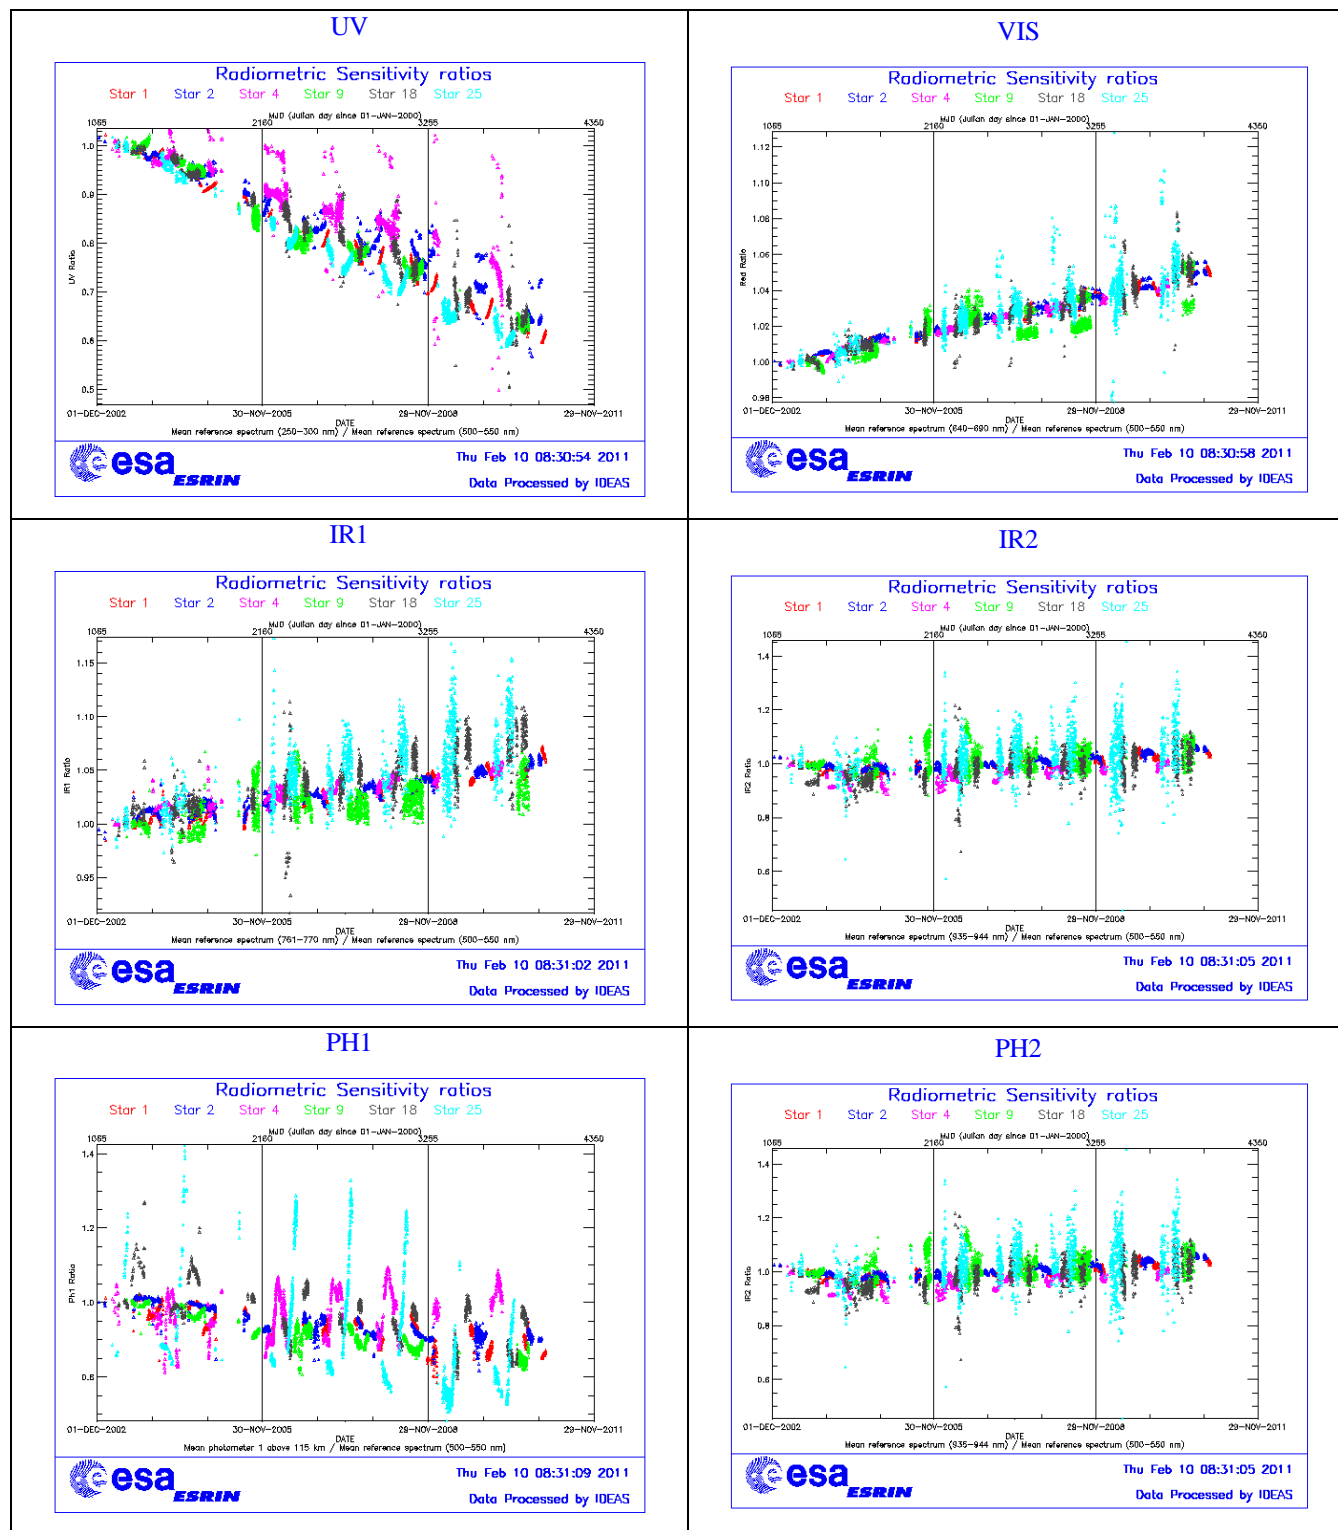 UV
Radiometric Sensitivity ratios
Star 1 Star 2 Star 4 Star 9 Star 18 Star 25
MJD (Julian day since 01-JAN-2000)
1065 2160 3255 4350
UV Ratio
1.0
0.9
0.8
0.7
0.6
0.5
01-DEC-2002 30-NOV-2005 28-NOV-2008 29-NOV-2011
DATE
Mean reference spectrum (250-300 nm) / Mean reference spectrum (500-550 nm)
esa ESRIN
Thu Feb 10 08:30:54 2011
Data Processed by IDEAS
VIS
Radiometric Sensitivity ratios
Star 1 Star 2 Star 4 Star 9 Star 18 Star 25
MJD (Julian day since 01-JAN-2000)
1065 2160 3255 4350
Red Ratio
1.12
1.10
1.08
1.06
1.04
1.02
1.00
0.98
01-DEC-2002 30-NOV-2005 28-NOV-2008 29-NOV-2011
DATE
Mean reference spectrum (640-690 nm) / Mean reference spectrum (500-550 nm)
esa ESRIN
Thu Feb 10 08:30:58 2011
Data Processed by IDEAS
IR1
Radiometric Sensitivity ratios
Star 1 Star 2 Star 4 Star 9 Star 18 Star 25
MJD (Julian day since 01-JAN-2000)
1065 2160 3255 4350
IR1 Ratio
1.15
1.10
1.05
1.00
0.95
01-DEC-2002 30-NOV-2005 28-NOV-2008 29-NOV-2011
DATE
Mean reference spectrum (761-770 nm) / Mean reference spectrum (500-550 nm)
esa ESRIN
Thu Feb 10 08:31:02 2011
Data Processed by IDEAS
IR2
Radiometric Sensitivity ratios
Star 1 Star 2 Star 4 Star 9 Star 18 Star 25
MJD (Julian day since 01-JAN-2000)
1065 2160 3255 4350
IR2 Ratio
1.4
1.2
1.0
0.8
0.6
01-DEC-2002 30-NOV-2005 28-NOV-2008 29-NOV-2011
DATE
Mean reference spectrum (935-944 nm) / Mean reference spectrum (500-550 nm)
esa ESRIN
Thu Feb 10 08:31:05 2011
Data Processed by IDEAS
PH1
Radiometric Sensitivity ratios
Star 1 Star 2 Star 4 Star 9 Star 18 Star 25
MJD (Julian day since 01-JAN-2000)
1065 2160 3255 4350
Ph1 Ratio
1.4
1.2
1.0
0.8
01-DEC-2002 30-NOV-2005 28-NOV-2008 29-NOV-2011
DATE
Mean photometer 1 above 115 km / Mean reference spectrum (500-550 nm)
esa ESRIN
Thu Feb 10 08:31:09 2011
Data Processed by IDEAS
PH2
Radiometric Sensitivity ratios
Star 1 Star 2 Star 4 Star 9 Star 18 Star 25
MJD (Julian day since 01-JAN-2000)
1065 2160 3255 4350
IR2 Ratio
1.4
1.2
1.0
0.8
0.6
01-DEC-2002 30-NOV-2005 28-NOV-2008 29-NOV-2011
DATE
Mean reference spectrum (935-944 nm) / Mean reference spectrum (500-550 nm)
esa ESRIN
Thu Feb 10 08:31:05 2011
Data Processed by IDEAS